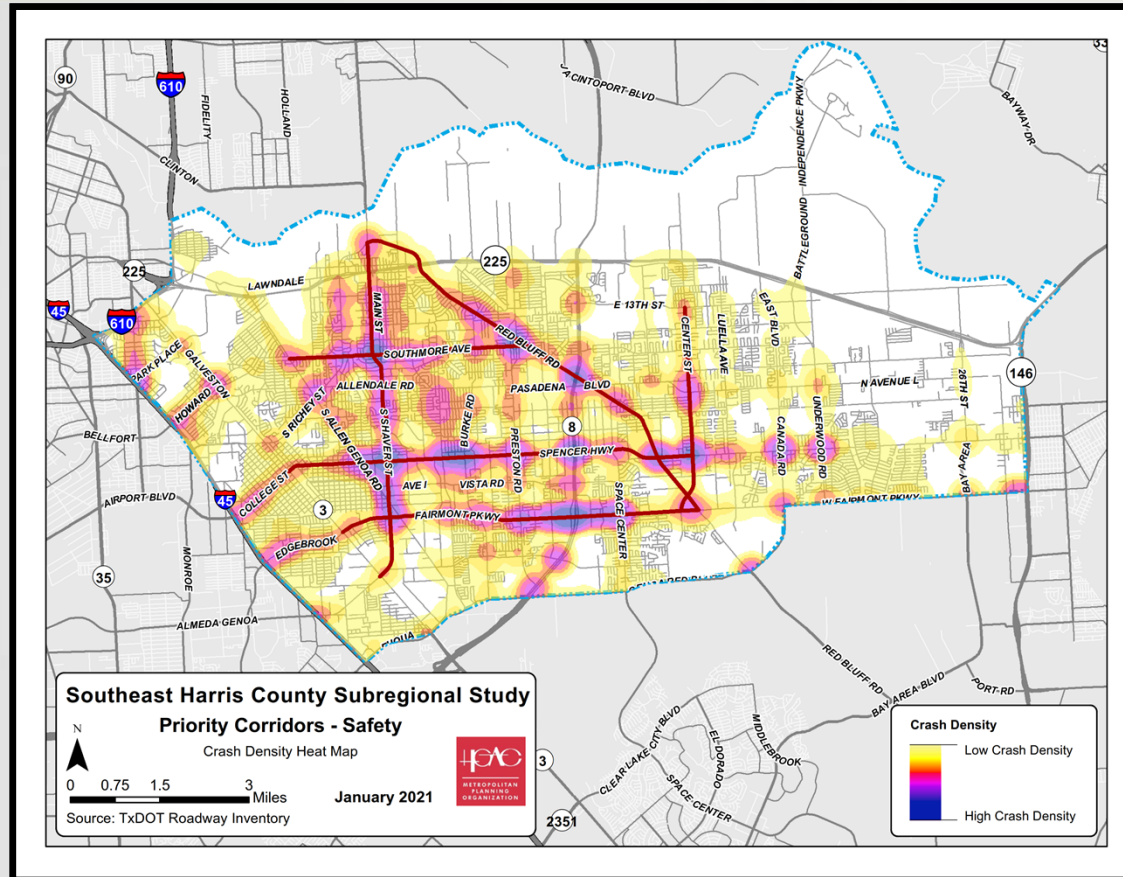 90
610
FIDELITY
HOLLAND
CLINTON
JACINTOPORT BLVD
INDEPENDENCE PKWY
BATTLEGROUND
BAYWAY DR
33
225
LAWNDALE
225
45
610
MAIN ST
E 13TH ST
RED BLUFF RD
CENTER ST
LUELLA AVE
EAST BLVD
PARK PLACE
GALVESTON
HOWARD
SOUTHMORE AVE
ALLENDALE RD
PASADENA BLVD
N AVENUE L
26TH ST
146
S RICHEY ST
S ALLEN GENOA RD
S SHAVER ST
BURKE RD
PRESTON RD
8
SPENCER HWY
CANADA RD
UNDERWOOD RD
BELLFORT
AIRPORT BLVD
45
COLLEGE ST
3
AVE I
VISTA RD
SPACE CENTER
FAIRMONT PKWY
W FAIRMONT PKWY
EDGEBROOK
MONROE
35
ALMEDA GENOA
RED BLUFF RD
BAY AREA BLVD
PORT RD
CLEAR LAKE CITY BLVD
EL DORADO
MIDDLEBROOK
SPACE CENTER
3
2351
Southeast Harris County Subregional Study
Priority Corridors - Safety
Crash Density Heat Map
N
0 0.75 1.5 3
Miles
January 2021
METROPOLITAN
PLANNING
ORGANIZATION
Source: TxDOT Roadway Inventory
Crash Density
Low Crash Density
High Crash Density